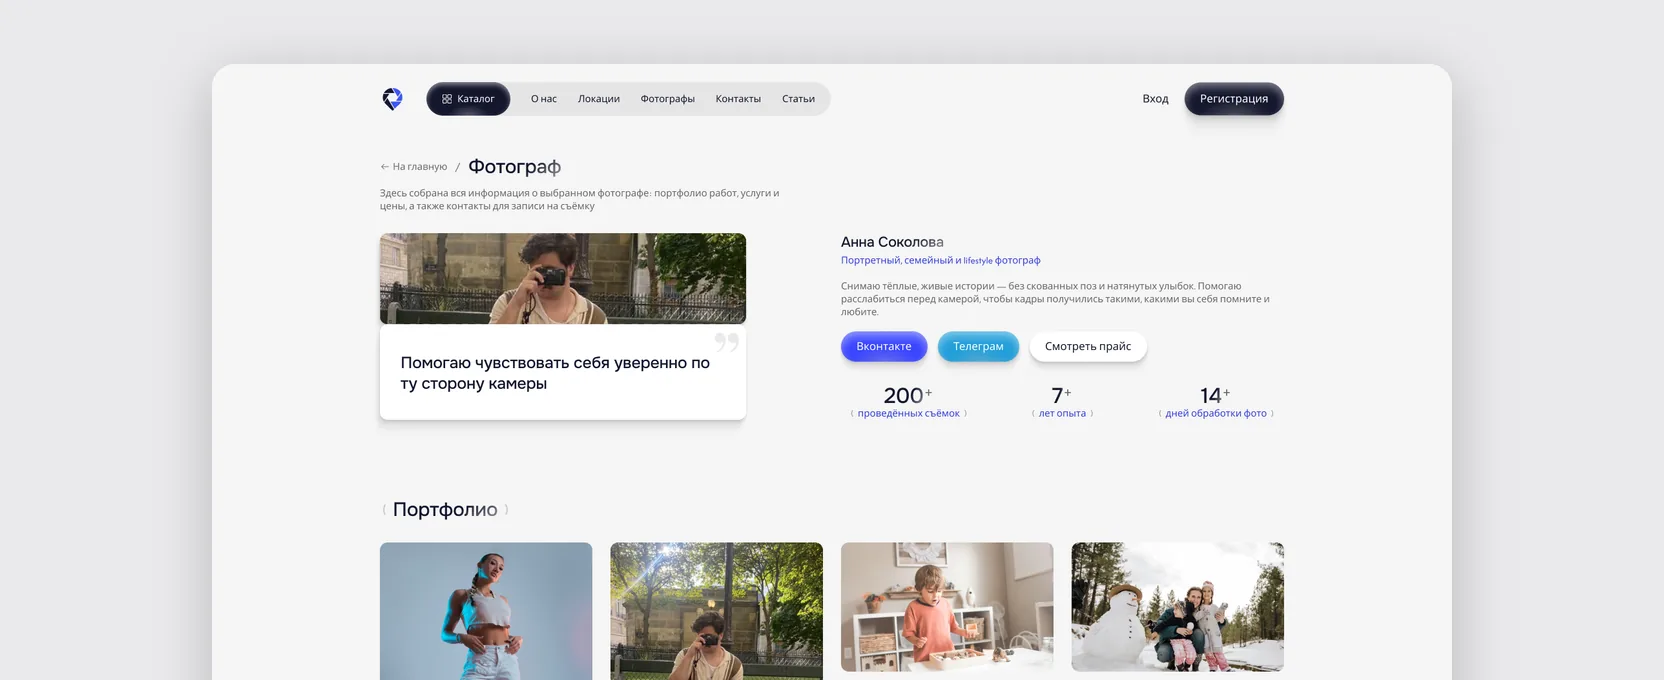 Каталог
О нас
Локации
Фотографы
Контакты
Статьи
Вход
Регистрация
← На главную / Фотограф
Здесь собрана вся информация о выбранном фотографе: портфолио работ, услуги и
цены, а также контакты для записи на съёмку
Помогаю чувствовать себя уверенно по
ту сторону камеры
Анна Соколова
Портретный, семейный и lifestyle фотограф
Снимаю тёплые, живые истории — без скованных поз и натянутых улыбок. Помогаю
расслабиться перед камерой, чтобы кадры получились такими, какими вы себя помните и
любите.
Вконтакте
Телеграм
Смотреть прайс
200+
( проведённых съёмок )
7+
( лет опыта )
14+
( дней обработки фото )
( Портфолио )